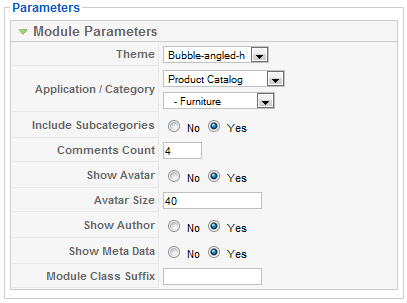 Parameters
Module Parameters
Theme Bubble-angled-h
Application / Category Product Catalog
- Furniture
Include Subcategories No Yes
Comments Count 4
Show Avatar No Yes
Avatar Size 40
Show Author No Yes
Show Meta Data No Yes
Module Class Suffix